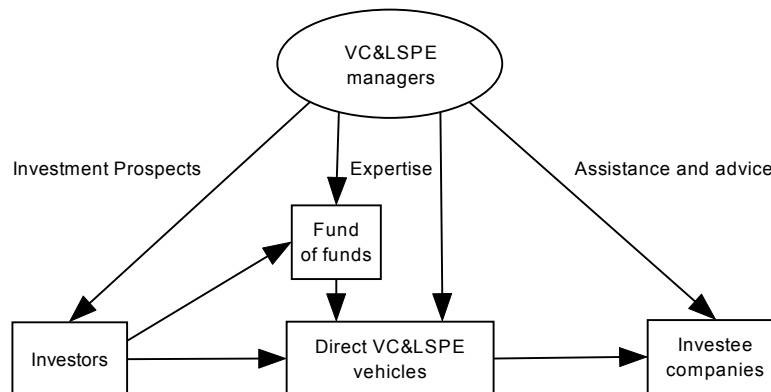 VC&LSPE
managers
Investment Prospects
Expertise
Assistance and advice
Fund
of funds
Investors
Direct VC&LSPE
vehicles
Investee
companies